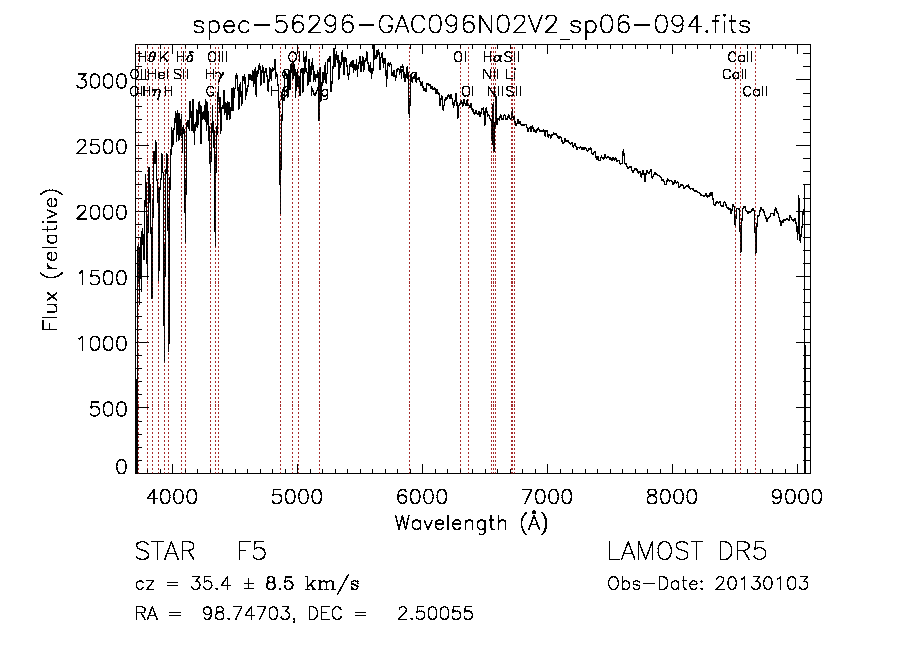 spec-56296-GAC096N02V2_sp06-094.fits
Hθ K Hδ OIII OIII OI Hα SII CaII
HeI SII Hγ NII Li CaII
Hη H G Hβ Mg OI NII SII CaII
3000
2500
2000
1500
1000
500
0
Flux (relative)
4000 5000 6000 7000 8000 9000
Wavelength (Å)
STAR F5 LAMOST DR5
cz = 35.4 ± 8.5 km/s Obs-Date: 20130103
RA = 98.74703, DEC = 2.50055